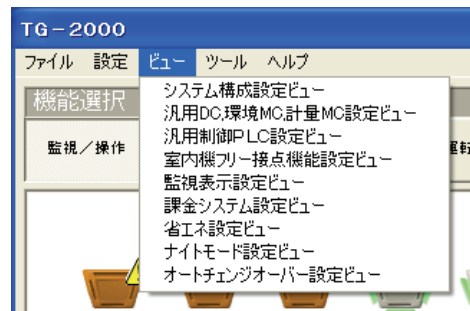 TG-2000
ファイル 設定 ビュー ツール ヘルプ
機能選択
監視/操作
システム構成設定ビュー
汎用DC,環境MC,計量MC設定ビュー
汎用制御PLC設定ビュー
室内機フリー接点機能設定ビュー
監視表示設定ビュー
課金システム設定ビュー
省エネ設定ビュー
ナイトモード設定ビュー
オートチェンジオーバー設定ビュー